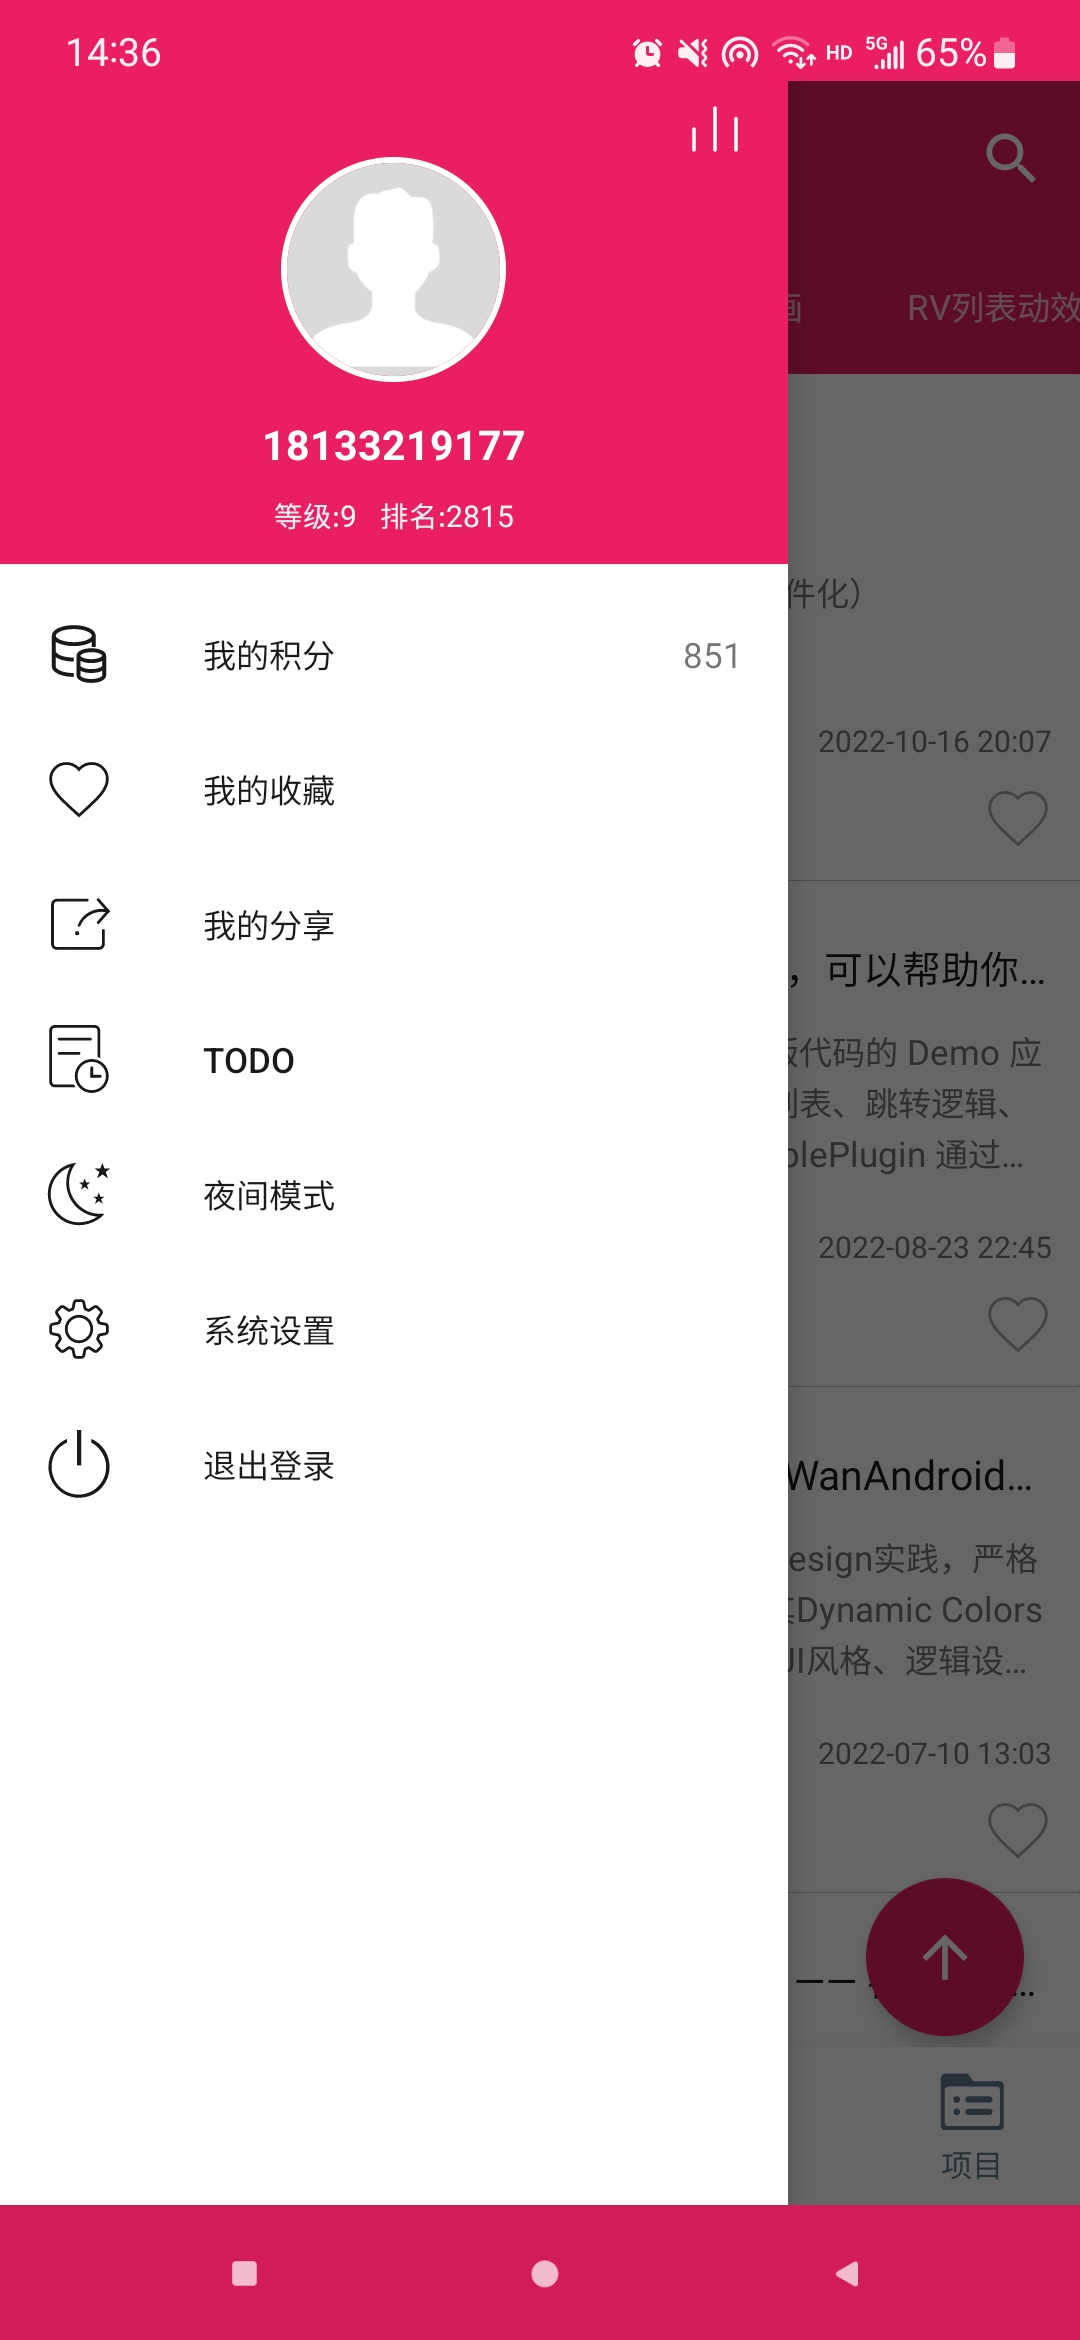 14:36
HD 5G 65%
RV列表动效
18133219177
等级:9 排名:2815
件化）
我的积分 851
2022-10-16 20:07
我的收藏
我的分享
，可以帮助你…
代码的 Demo 应
TODO
表、跳转逻辑、
blePlugin 通过…
夜间模式
2022-08-23 22:45
系统设置
退出登录
WanAndroid…
esign实践，严格
Dynamic Colors
UI风格、逻辑设…
2022-07-10 13:03
——
项目